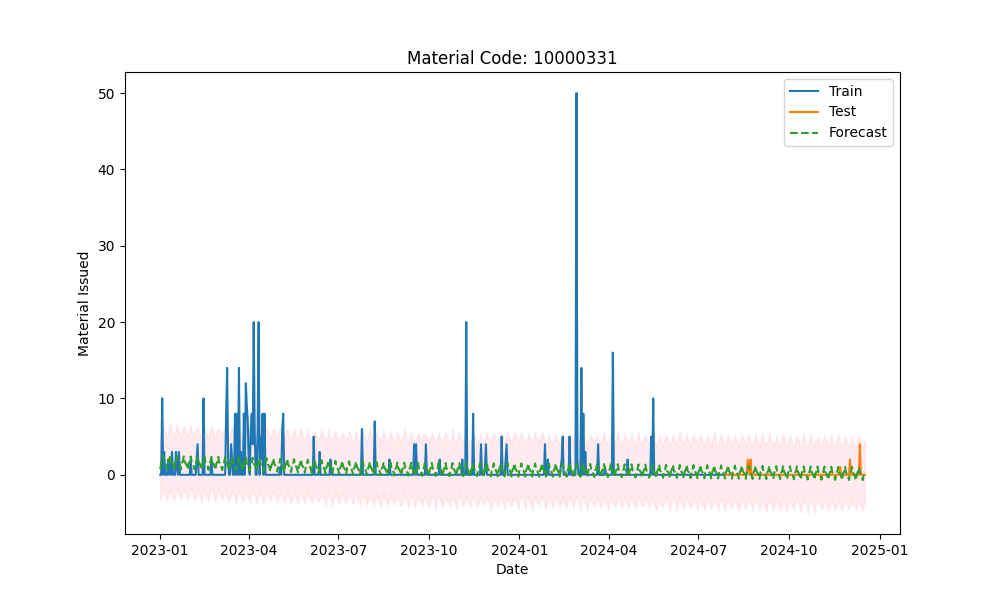 Material Code: 10000331
Train
Test
Forecast
50
40
30
20
10
0
Material Issued
2023-01 2023-04 2023-07 2023-10 2024-01 2024-04 2024-07 2024-10 2025-01
Date